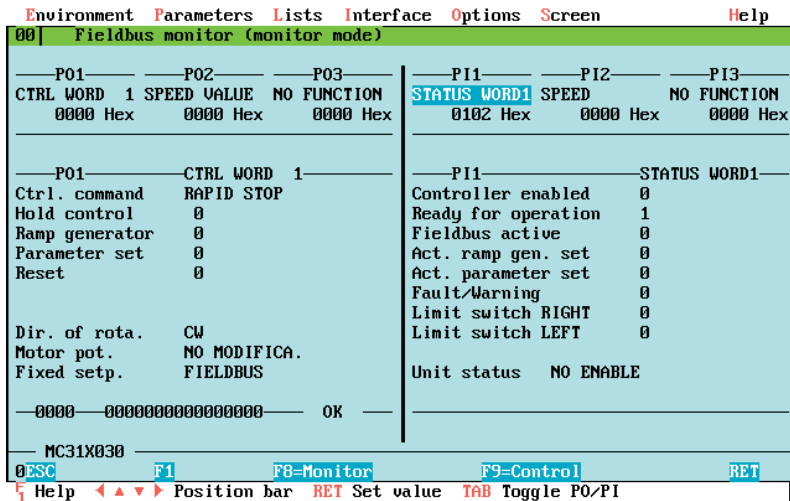 Environment Parameters Lists Interface Options Screen Help
00 Fieldbus monitor (monitor mode)
PO1 PO2 PO3 PI1 PI2 PI3
CTRL WORD 1 SPEED VALUE NO FUNCTION STATUS WORD1 SPEED NO FUNCTION
0000 Hex 0000 Hex 0000 Hex 0102 Hex 0000 Hex 0000 Hex
PO1 CTRL WORD 1 PI1 STATUS WORD1
Ctrl. command RAPID STOP Controller enabled 0
Hold control 0 Ready for operation 1
Ramp generator 0 Fieldbus active 0
Parameter set 0 Act. ramp gen. set 0
Reset 0 Act. parameter set 0
Fault/Warning 0
Limit switch RIGHT 0
Dir. of rota. CW Limit switch LEFT 0
Motor pot. NO MODIFICA.
Fixed setp. FIELDBUS Unit status NO ENABLE
0000 0000000000000000 OK
MC31X030
0ESC F1 F8=Monitor F9=Control RET
F1 Help ◄ ▲ ▼ ► Position bar RET Set value TAB Toggle PO/PI